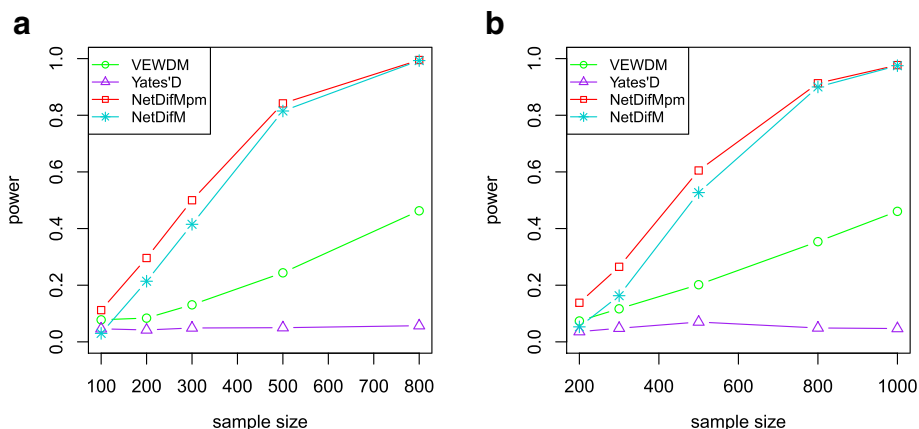 a
VEWDM
Yates'D
NetDifMpm
NetDifM
power
0.0 0.2 0.4 0.6 0.8 1.0
100 200 300 400 500 600 700 800
sample size
b
VEWDM
Yates'D
NetDifMpm
NetDifM
power
0.0 0.2 0.4 0.6 0.8 1.0
200 400 600 800 1000
sample size